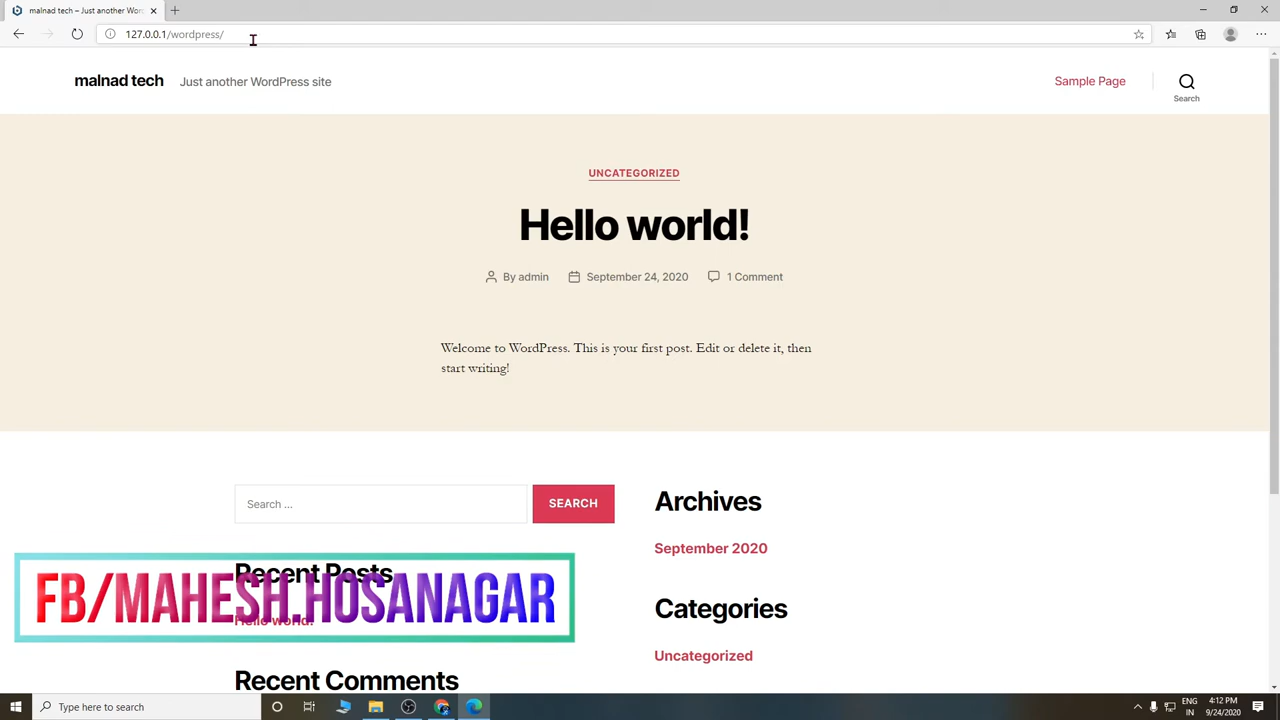 malnad tech – Just another Wor
127.0.0.1/wordpress/
malnad tech
Just another WordPress site
Sample Page
Search
UNCATEGORIZED
Hello world!
By admin
September 24, 2020
1 Comment
Welcome to WordPress. This is your first post. Edit or delete it, then
start writing!
Search ...
SEARCH
Archives
September 2020
Recent Posts
FB/MAHESH.HOSANAGAR
Hello world!
Categories
Uncategorized
Recent Comments
Type here to search
ENG
IN
4:12 PM
9/24/2020